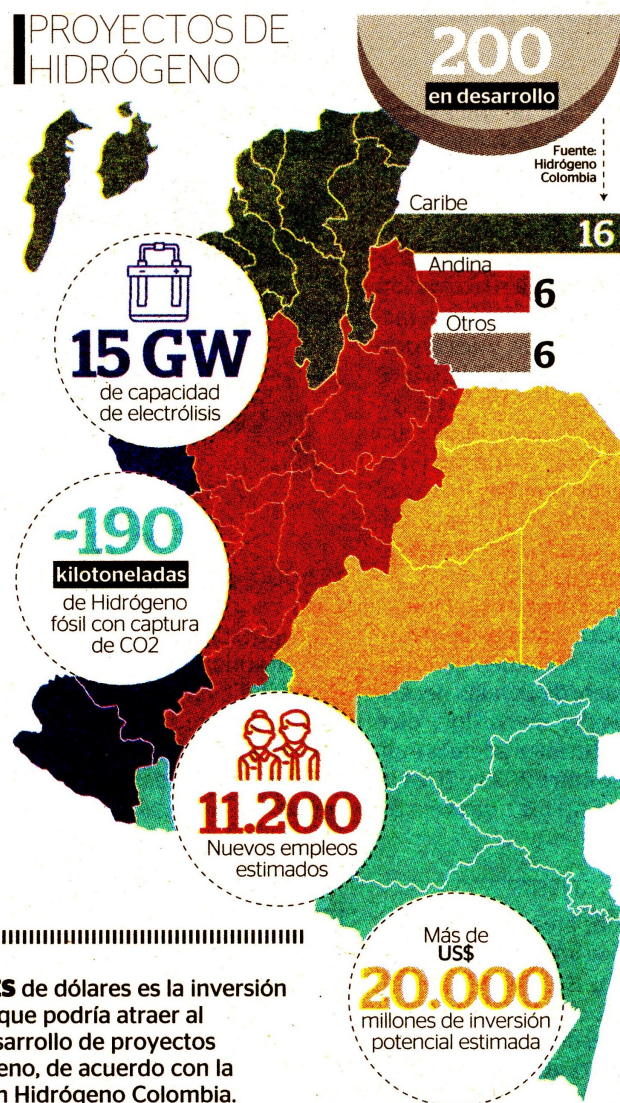 PROYECTOS DE
HIDRÓGENO
200
en desarrollo
Fuente:
Hidrógeno
Colombia
Caribe
16
Andina
6
Otros
6
15 GW
de capacidad
de electrólisis
~190
kilotoneladas
de Hidrógeno
fósil con captura
de CO2
11.200
Nuevos empleos
estimados
Más de
US$
20.000
millones de inversión
potencial estimada
ES de dólares es la inversión
que podría atraer al
sarrollo de proyectos
eno, de acuerdo con la
n Hidrógeno Colombia.